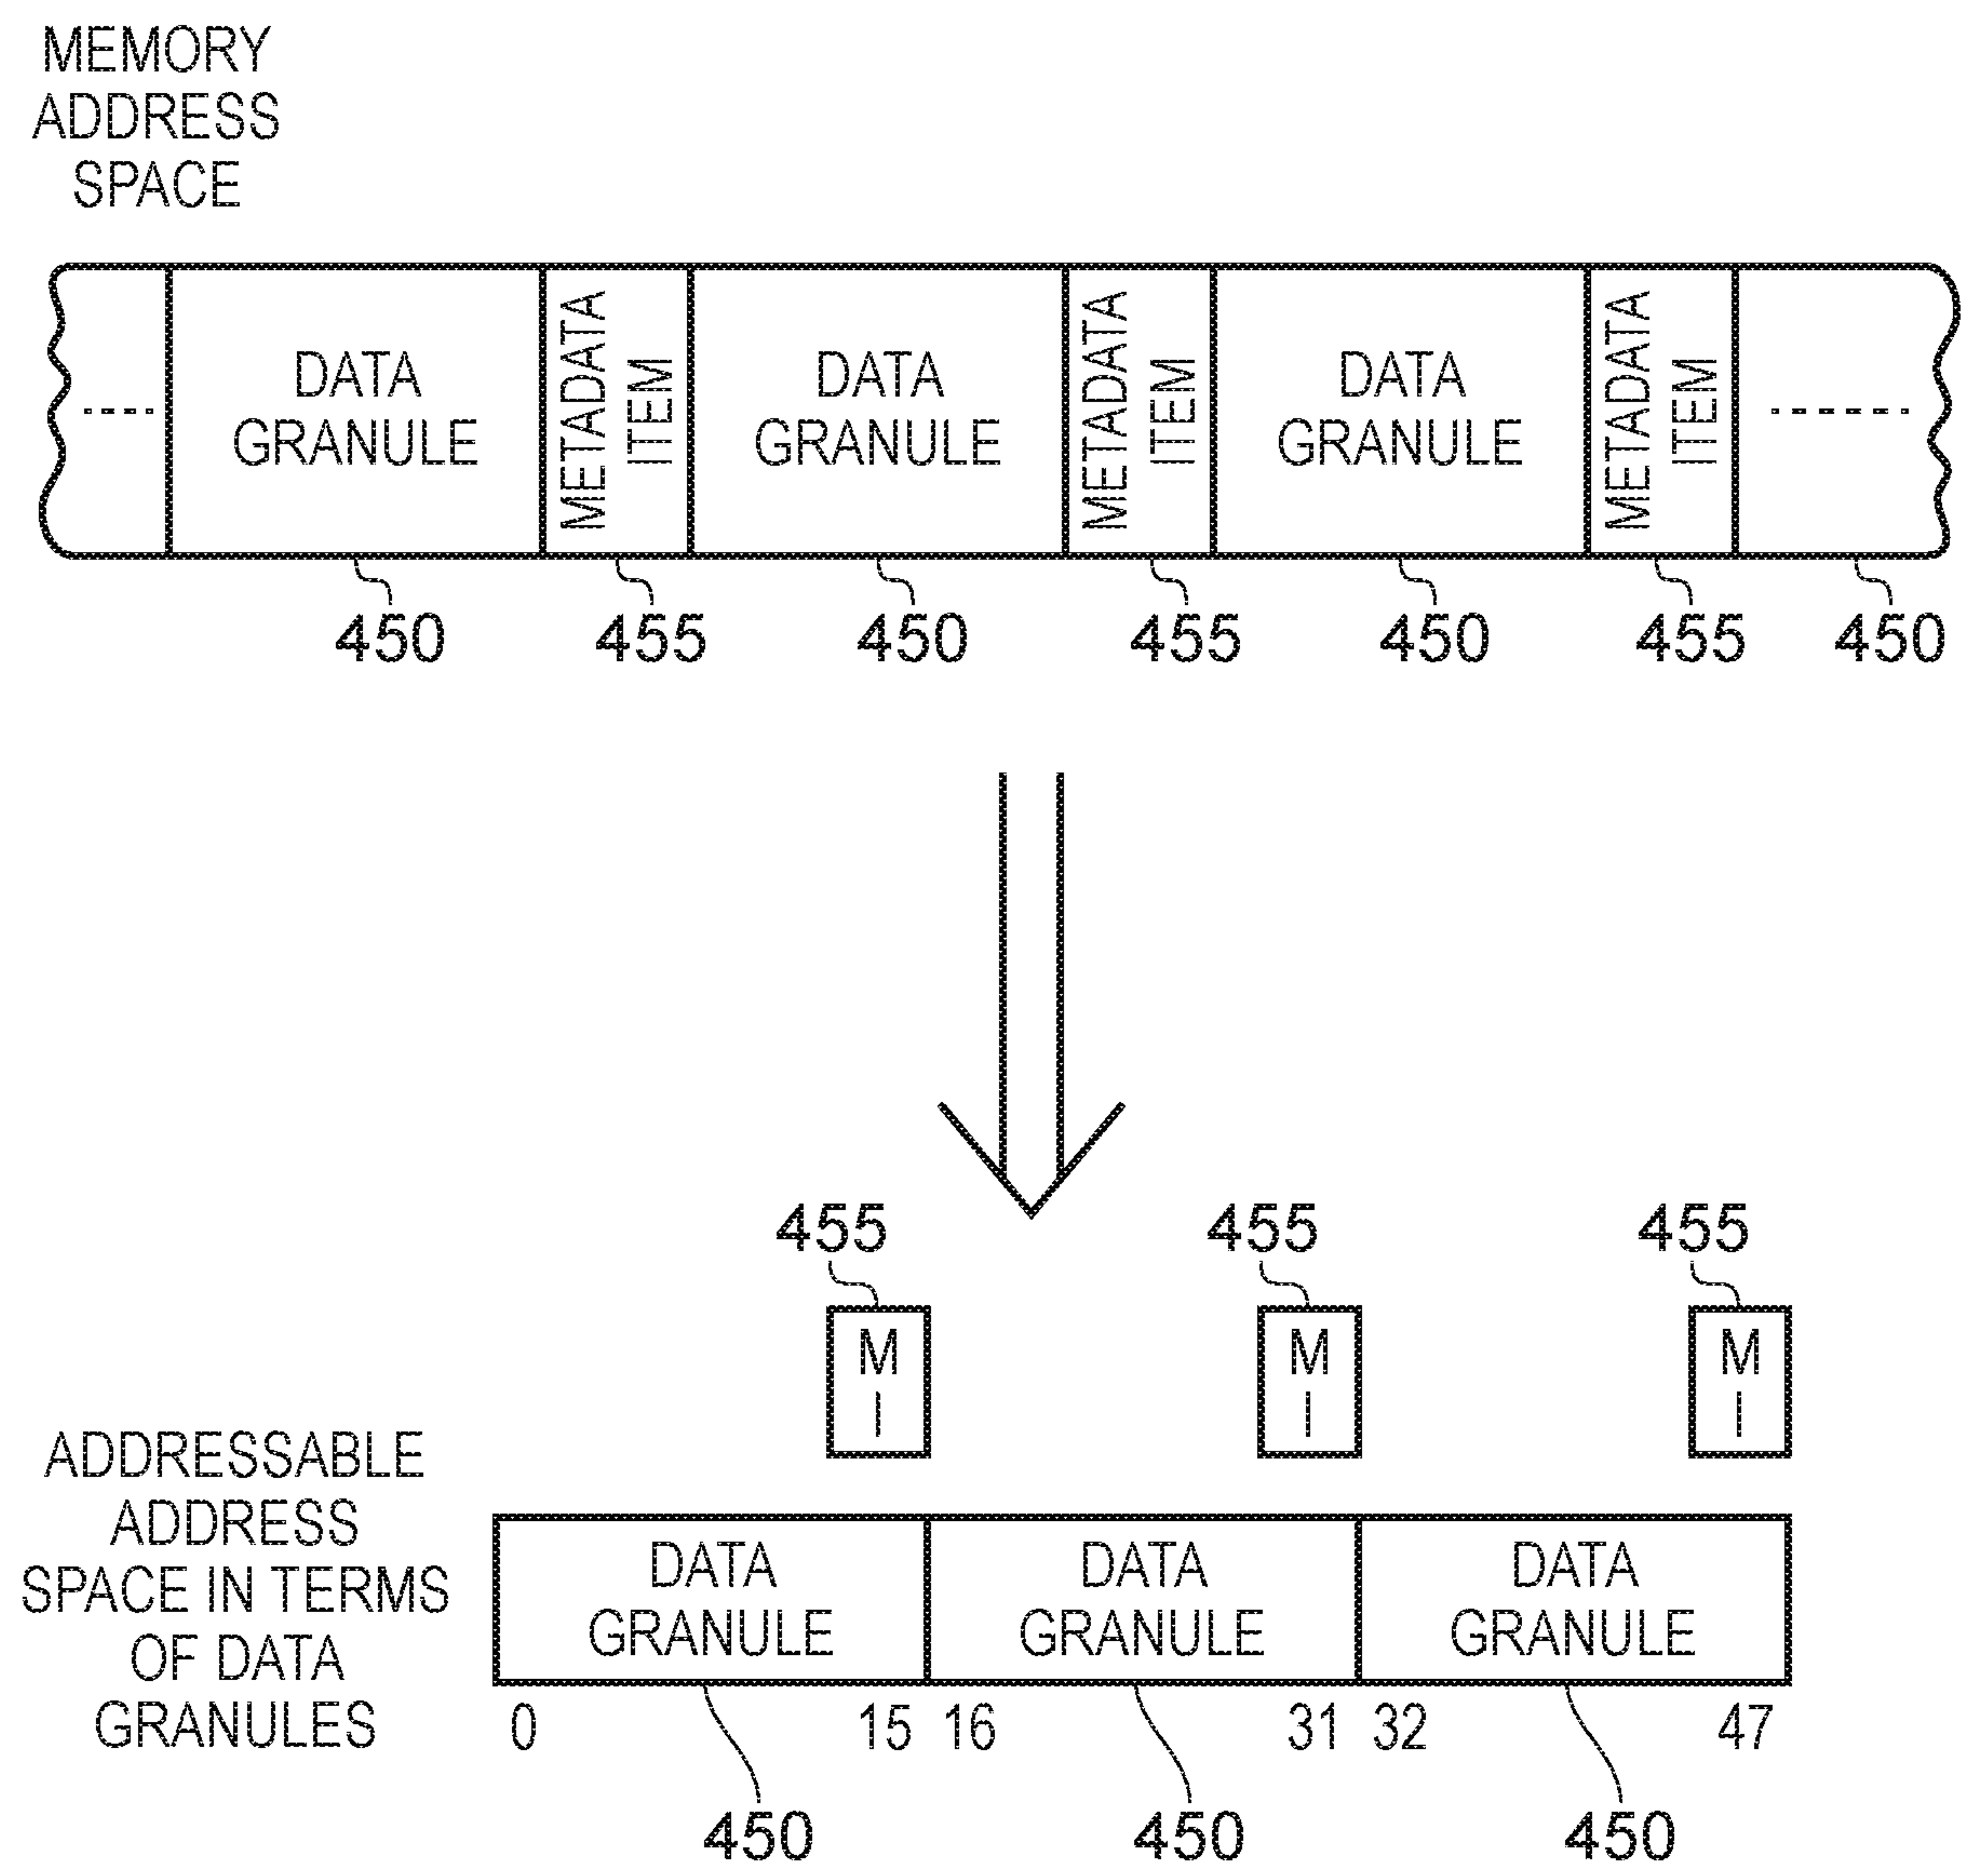 MEMORY
ADDRESS
SPACE
DATA
GRANULE
METADATA
ITEM
DATA
GRANULE
METADATA
ITEM
DATA
GRANULE
METADATA
ITEM
450 455 450 455 450 455 450
455 455 455
M
I
M
I
M
I
ADDRESSABLE
ADDRESS
SPACE IN TERMS
OF DATA
GRANULES
DATA
GRANULE
DATA
GRANULE
DATA
GRANULE
0 15 16 31 32 47
450 450 450